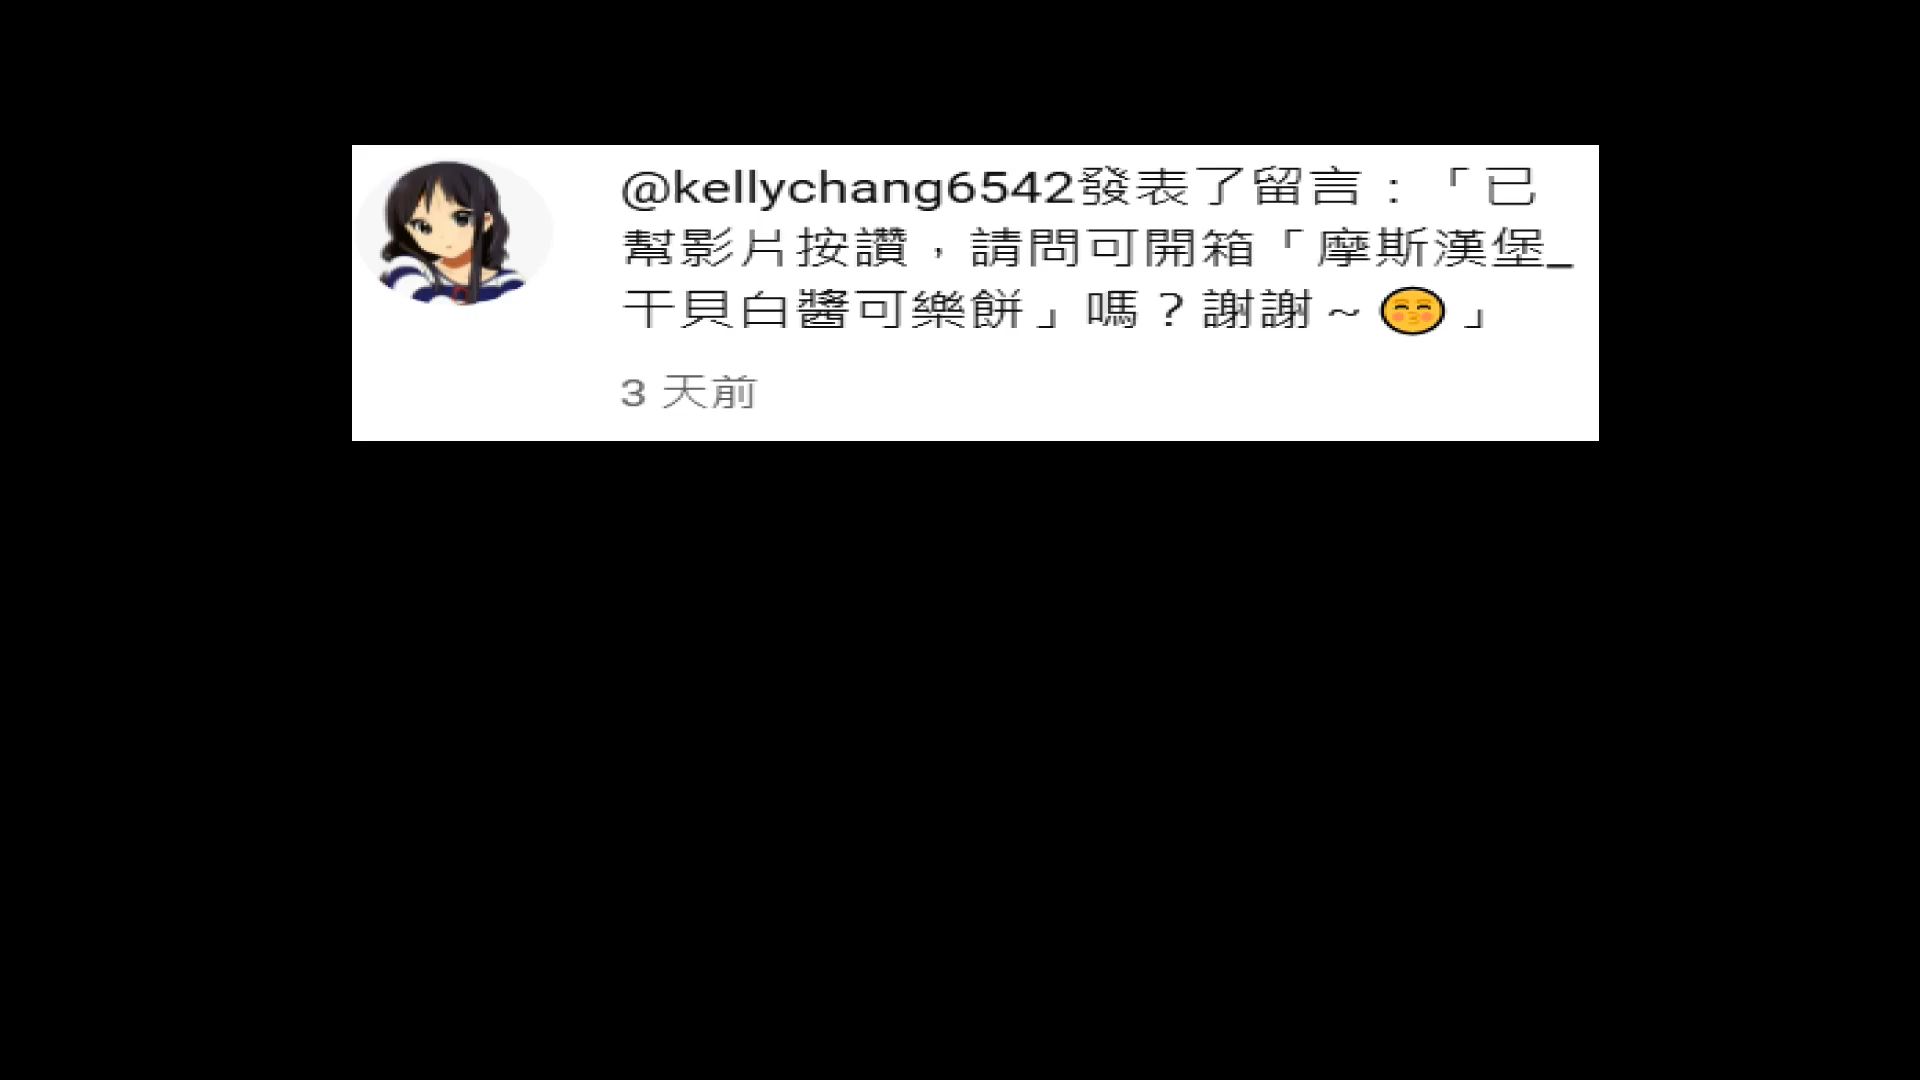 @kellychang6542發表了留言：「已
幫影片按讚，請問可開箱「摩斯漢堡_
干貝白醬可樂餅」嗎？謝謝～😚」
3 天前